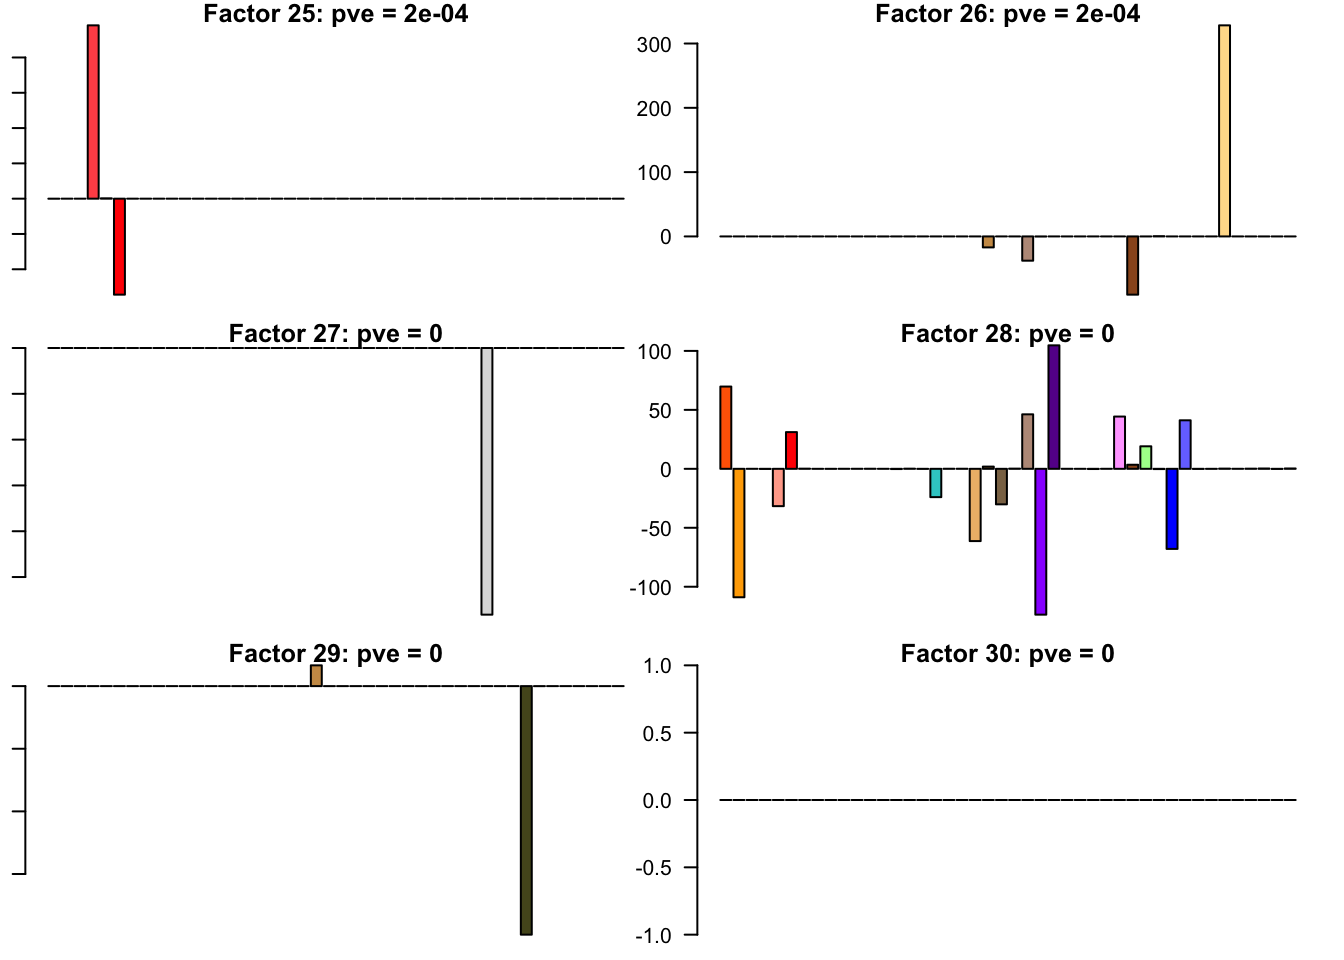 Factor 25: pve = 2e-04
Factor 26: pve = 2e-04
300
200
100
0
Factor 27: pve = 0
Factor 28: pve = 0
100
50
0
-50
-100
Factor 29: pve = 0
Factor 30: pve = 0
1.0
0.5
0.0
-0.5
-1.0